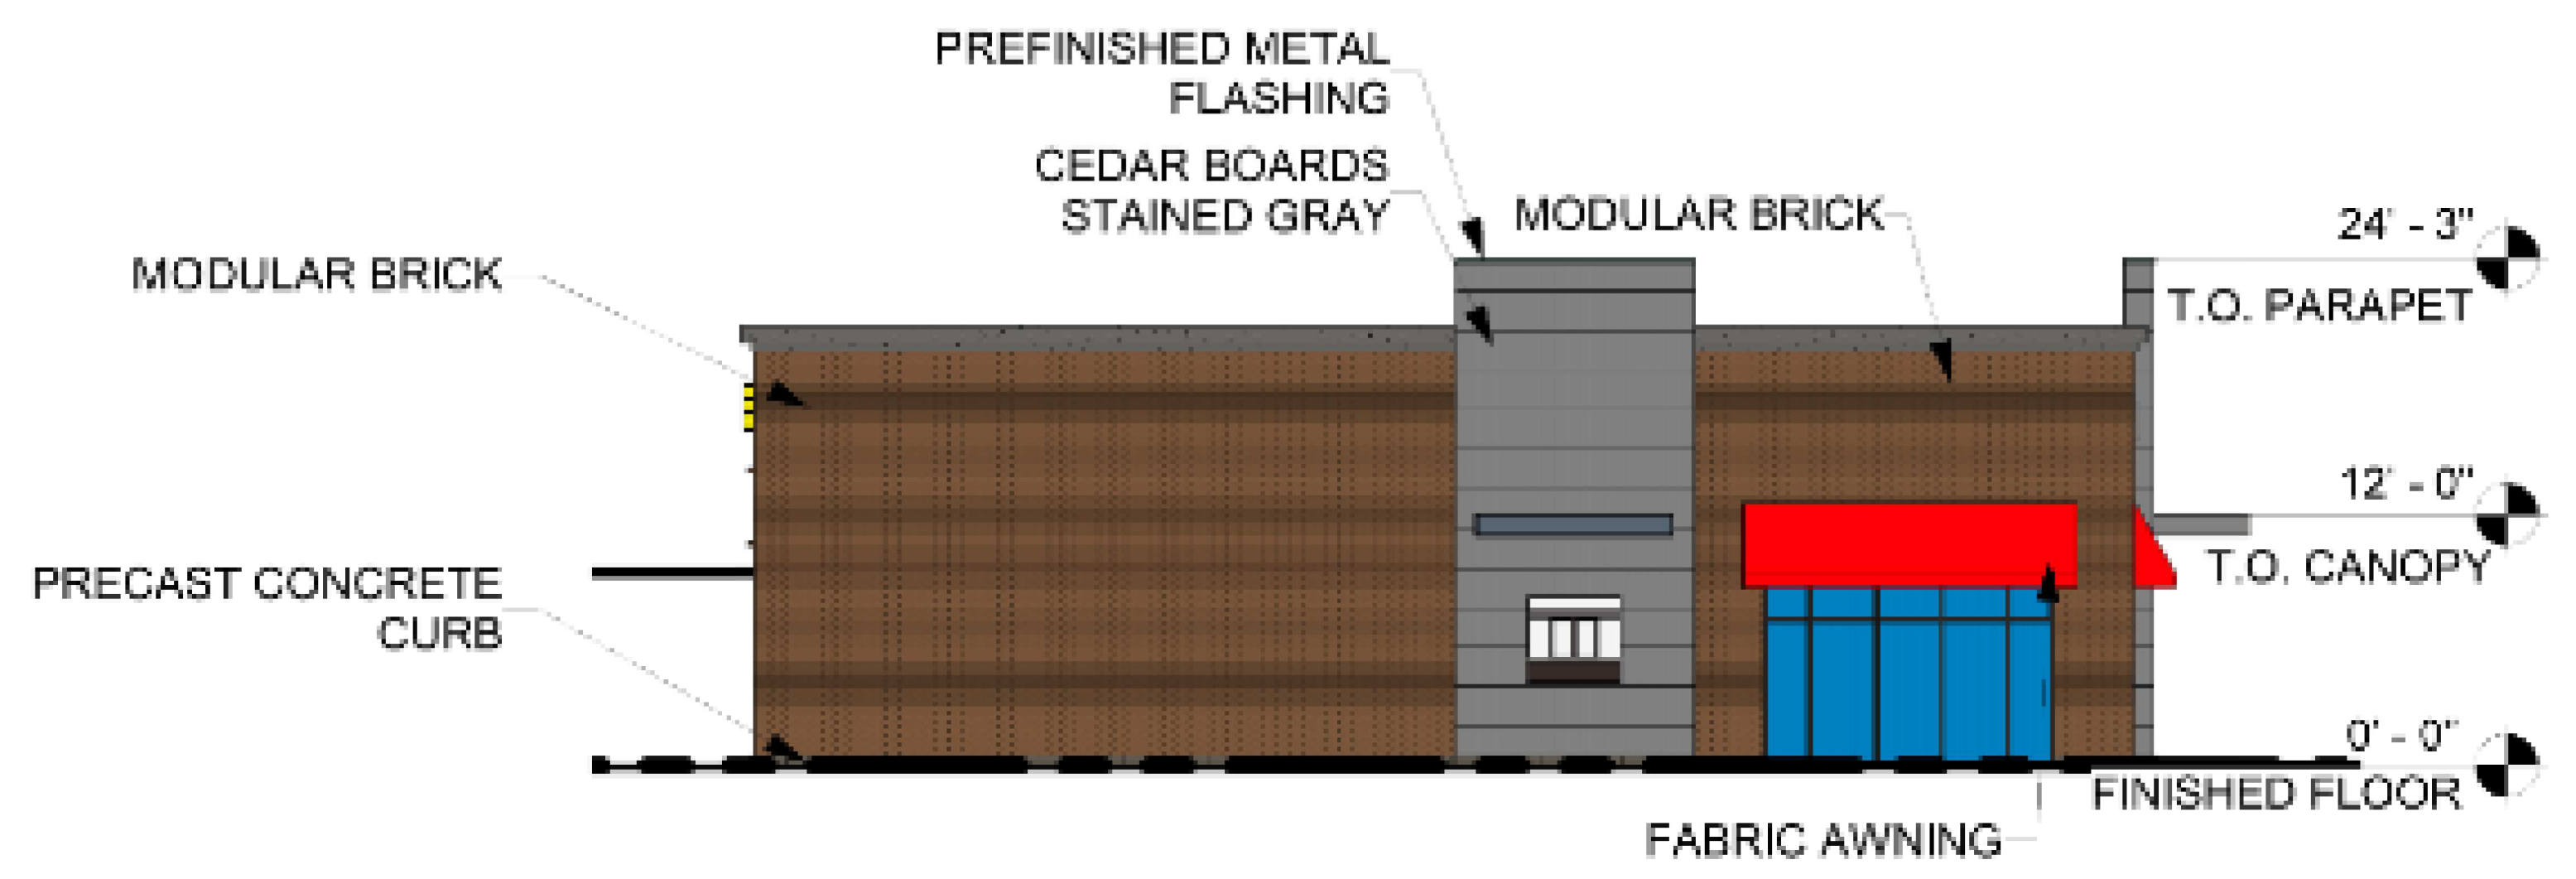 PREFINISHED METAL
FLASHING
CEDAR BOARDS
STAINED GRAY
MODULAR BRICK
24' - 3"
T.O. PARAPET
MODULAR BRICK
12' - 0"
T.O. CANOPY
PRECAST CONCRETE
CURB
0' - 0"
FINISHED FLOOR
FABRIC AWNING